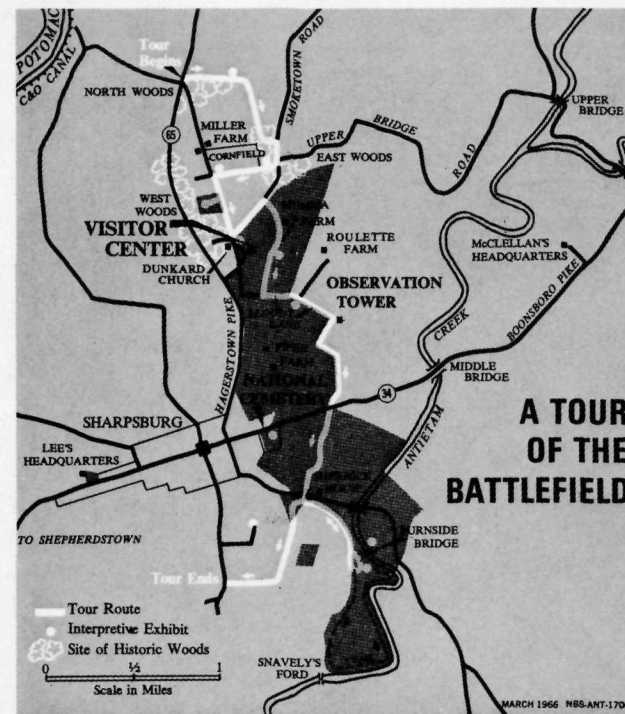 POTOMAC
C&O CANAL
Tour
Begins
NORTH WOODS
SMOKETOWN ROAD
65
MILLER
FARM
CORNFIELD
UPPER BRIDGE ROAD
UPPER
BRIDGE
EAST WOODS
WEST
WOODS
VISITOR
CENTER
FARM
ROULETTE
FARM
McCLELLAN'S
HEADQUARTERS
DUNKARD
CHURCH
OBSERVATION
TOWER
HAGERSTOWN PIKE
LANE
FARM
NATIONAL
CEMETERY
CREEK
BOONSBORO PIKE
MIDDLE
BRIDGE
34
SHARPSBURG
LEE'S
HEADQUARTERS
ANTIETAM
A TOUR
OF THE
BATTLEFIELD
TO SHEPHERDSTOWN
BURNSIDE
BRIDGE
Tour Ends
Tour Route
Interpretive Exhibit
Site of Historic Woods
0 ½ 1
Scale in Miles
SNAVELY'S
FORD
MARCH 1966 NBS-ANT-170